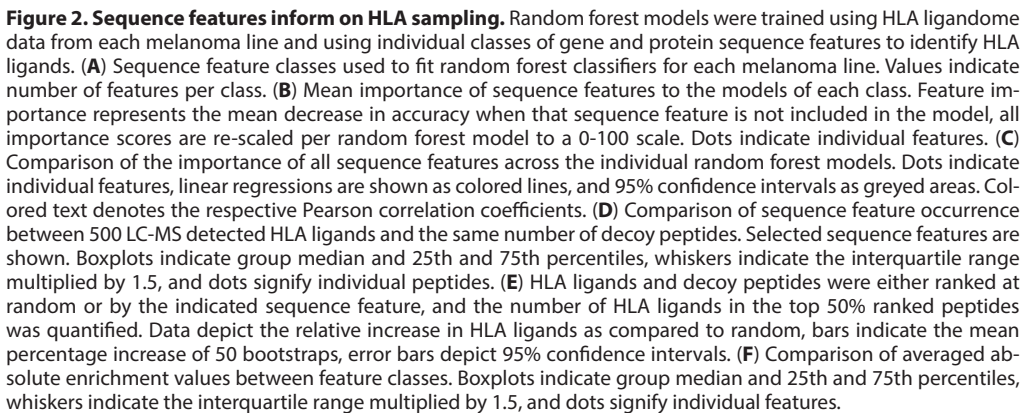 Figure 2. Sequence features inform on HLA sampling. Random forest models were trained using HLA ligandome
data from each melanoma line and using individual classes of gene and protein sequence features to identify HLA
ligands. (A) Sequence feature classes used to fit random forest classifiers for each melanoma line. Values indicate
number of features per class. (B) Mean importance of sequence features to the models of each class. Feature im-
portance represents the mean decrease in accuracy when that sequence feature is not included in the model, all
importance scores are re-scaled per random forest model to a 0-100 scale. Dots indicate individual features. (C)
Comparison of the importance of all sequence features across the individual random forest models. Dots indicate
individual features, linear regressions are shown as colored lines, and 95% confidence intervals as greyed areas. Col-
ored text denotes the respective Pearson correlation coefficients. (D) Comparison of sequence feature occurrence
between 500 LC-MS detected HLA ligands and the same number of decoy peptides. Selected sequence features are
shown. Boxplots indicate group median and 25th and 75th percentiles, whiskers indicate the interquartile range
multiplied by 1.5, and dots signify individual peptides. (E) HLA ligands and decoy peptides were either ranked at
random or by the indicated sequence feature, and the number of HLA ligands in the top 50% ranked peptides
was quantified. Data depict the relative increase in HLA ligands as compared to random, bars indicate the mean
percentage increase of 50 bootstraps, error bars depict 95% confidence intervals. (F) Comparison of averaged ab-
solute enrichment values between feature classes. Boxplots indicate group median and 25th and 75th percentiles,
whiskers indicate the interquartile range multiplied by 1.5, and dots signify individual features.